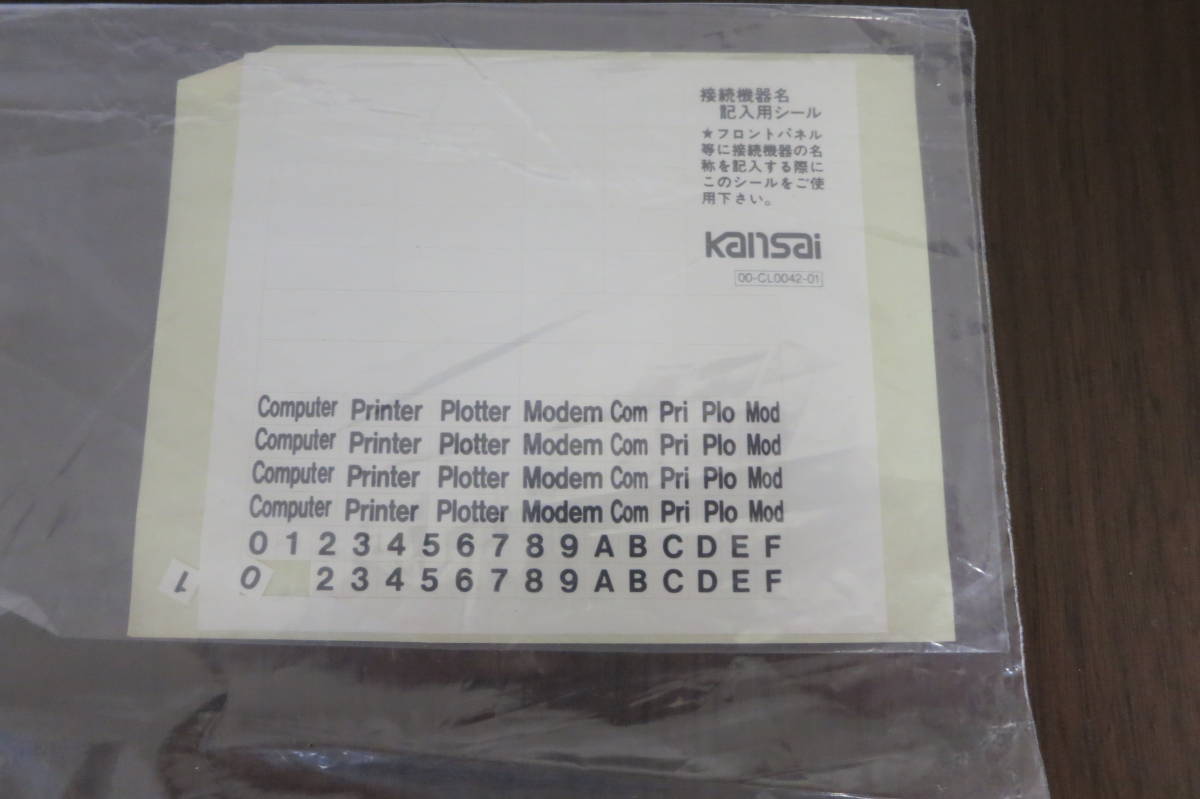 接続機器名
記入用シール
★フロントパネル
等に接続機器の名
称を記入する際に
このシールをご使
用下さい。
Kansai
00-CL0042-01
Computer Printer Plotter Modem Com Pri Plo Mod
Computer Printer Plotter Modem Com Pri Plo Mod
Computer Printer Plotter Modem Com Pri Plo Mod
Computer Printer Plotter Modem Com Pri Plo Mod
0 1 2 3 4 5 6 7 8 9 A B C D E F
1 0 2 3 4 5 6 7 8 9 A B C D E F